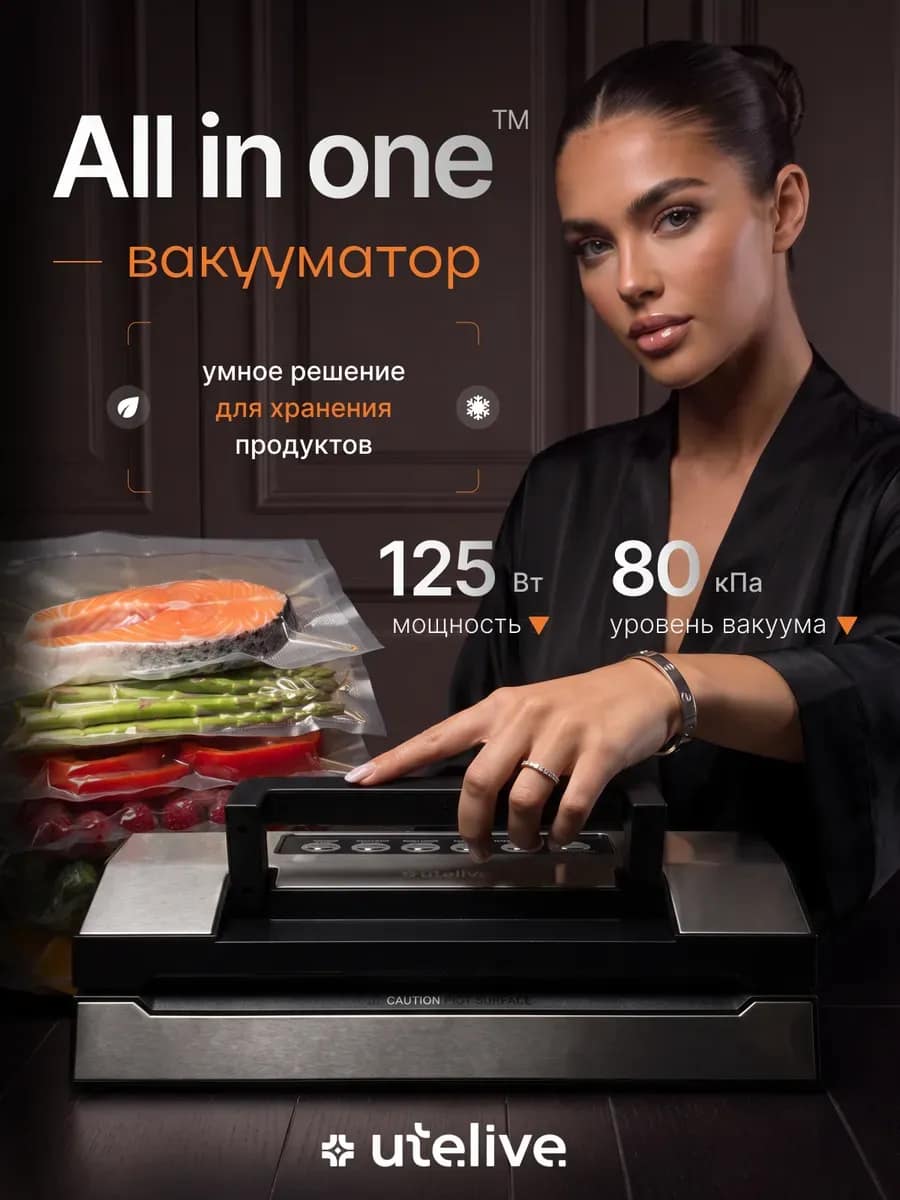 All in one™
вакууматор
умное решение
для хранения
продуктов
125 Вт
мощность
80 кПа
уровень вакуума
utelive
CAUTION HOT SURFACE
utelive